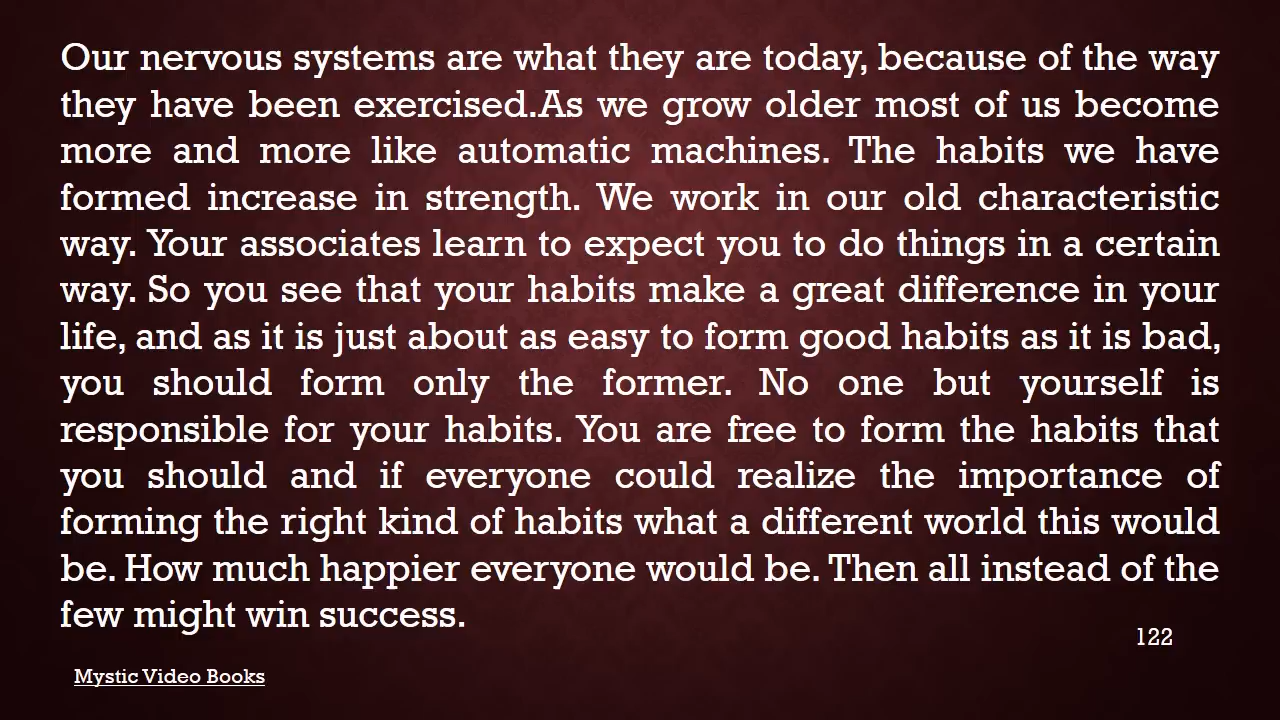 Our nervous systems are what they are today, because of the way
they have been exercised.As we grow older most of us become
more and more like automatic machines. The habits we have
formed increase in strength. We work in our old characteristic
way. Your associates learn to expect you to do things in a certain
way. So you see that your habits make a great difference in your
life, and as it is just about as easy to form good habits as it is bad,
you should form only the former. No one but yourself is
responsible for your habits. You are free to form the habits that
you should and if everyone could realize the importance of
forming the right kind of habits what a different world this would
be. How much happier everyone would be. Then all instead of the
few might win success.
122
Mystic Video Books